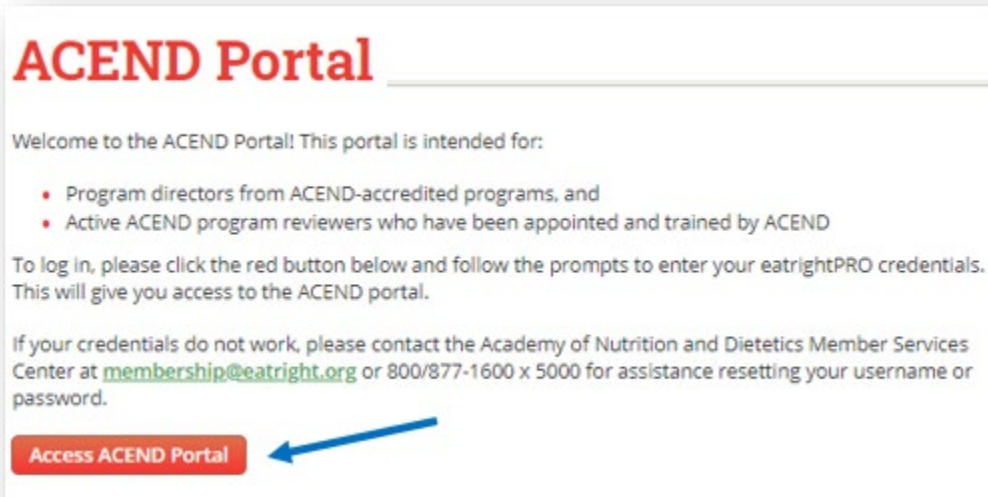 ACEND Portal
Welcome to the ACEND Portal! This portal is intended for:
• Program directors from ACEND-accredited programs, and
• Active ACEND program reviewers who have been appointed and trained by ACEND
To log in, please click the red button below and follow the prompts to enter your eatrightPRO credentials.
This will give you access to the ACEND portal.
If your credentials do not work, please contact the Academy of Nutrition and Dietetics Member Services
Center at membership@eatright.org or 800/877-1600 x 5000 for assistance resetting your username or
password.
Access ACEND Portal